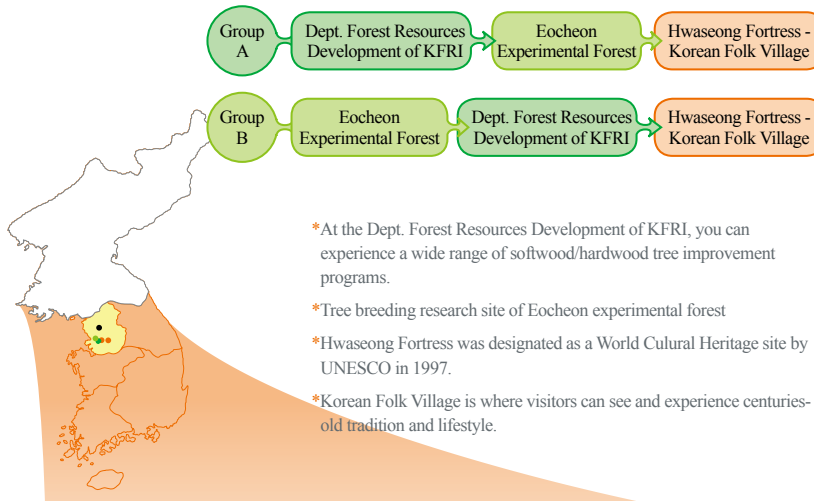 Group
A
Dept. Forest Resources
Development of KFRI
Eocheon
Experimental Forest
Hwaseong Fortress -
Korean Folk Village
Group
B
Eocheon
Experimental Forest
Dept. Forest Resources
Development of KFRI
Hwaseong Fortress -
Korean Folk Village
*At the Dept. Forest Resources Development of KFRI, you can
experience a wide range of softwood/hardwood tree improvement
programs.
*Tree breeding research site of Eocheon experimental forest
*Hwaseong Fortress was designated as a World Culural Heritage site by
UNESCO in 1997.
*Korean Folk Village is where visitors can see and experience centuries-
old tradition and lifestyle.